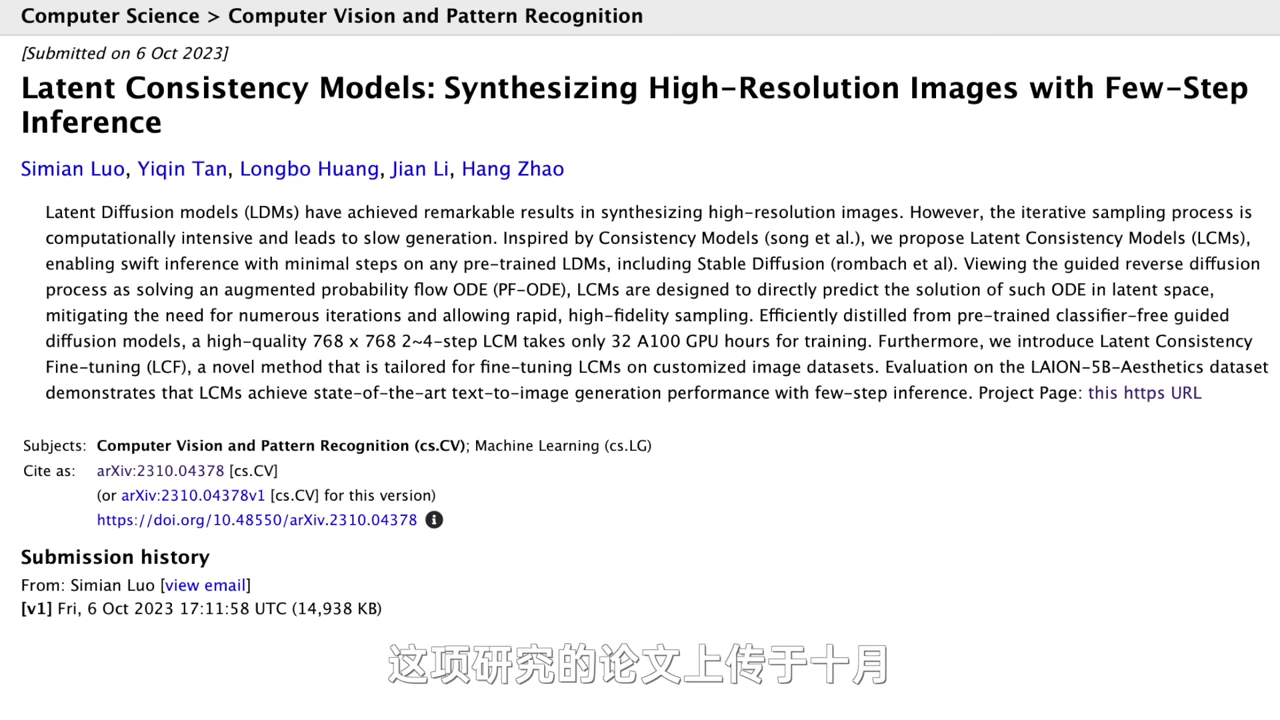 Computer Science > Computer Vision and Pattern Recognition
[Submitted on 6 Oct 2023]
Latent Consistency Models: Synthesizing High-Resolution Images with Few-Step
Inference
Simian Luo, Yiqin Tan, Longbo Huang, Jian Li, Hang Zhao
Latent Diffusion models (LDMs) have achieved remarkable results in synthesizing high-resolution images. However, the iterative sampling process is
computationally intensive and leads to slow generation. Inspired by Consistency Models (song et al.), we propose Latent Consistency Models (LCMs),
enabling swift inference with minimal steps on any pre-trained LDMs, including Stable Diffusion (rombach et al). Viewing the guided reverse diffusion
process as solving an augmented probability flow ODE (PF-ODE), LCMs are designed to directly predict the solution of such ODE in latent space,
mitigating the need for numerous iterations and allowing rapid, high-fidelity sampling. Efficiently distilled from pre-trained classifier-free guided
diffusion models, a high-quality 768 x 768 2~4-step LCM takes only 32 A100 GPU hours for training. Furthermore, we introduce Latent Consistency
Fine-tuning (LCF), a novel method that is tailored for fine-tuning LCMs on customized image datasets. Evaluation on the LAION-5B-Aesthetics dataset
demonstrates that LCMs achieve state-of-the-art text-to-image generation performance with few-step inference. Project Page: this https URL
Subjects: Computer Vision and Pattern Recognition (cs.CV); Machine Learning (cs.LG)
Cite as: arXiv:2310.04378 [cs.CV]
(or arXiv:2310.04378v1 [cs.CV] for this version)
https://doi.org/10.48550/arXiv.2310.04378
Submission history
From: Simian Luo [view email]
[v1] Fri, 6 Oct 2023 17:11:58 UTC (14,938 KB)
这项研究的论文上传于十月